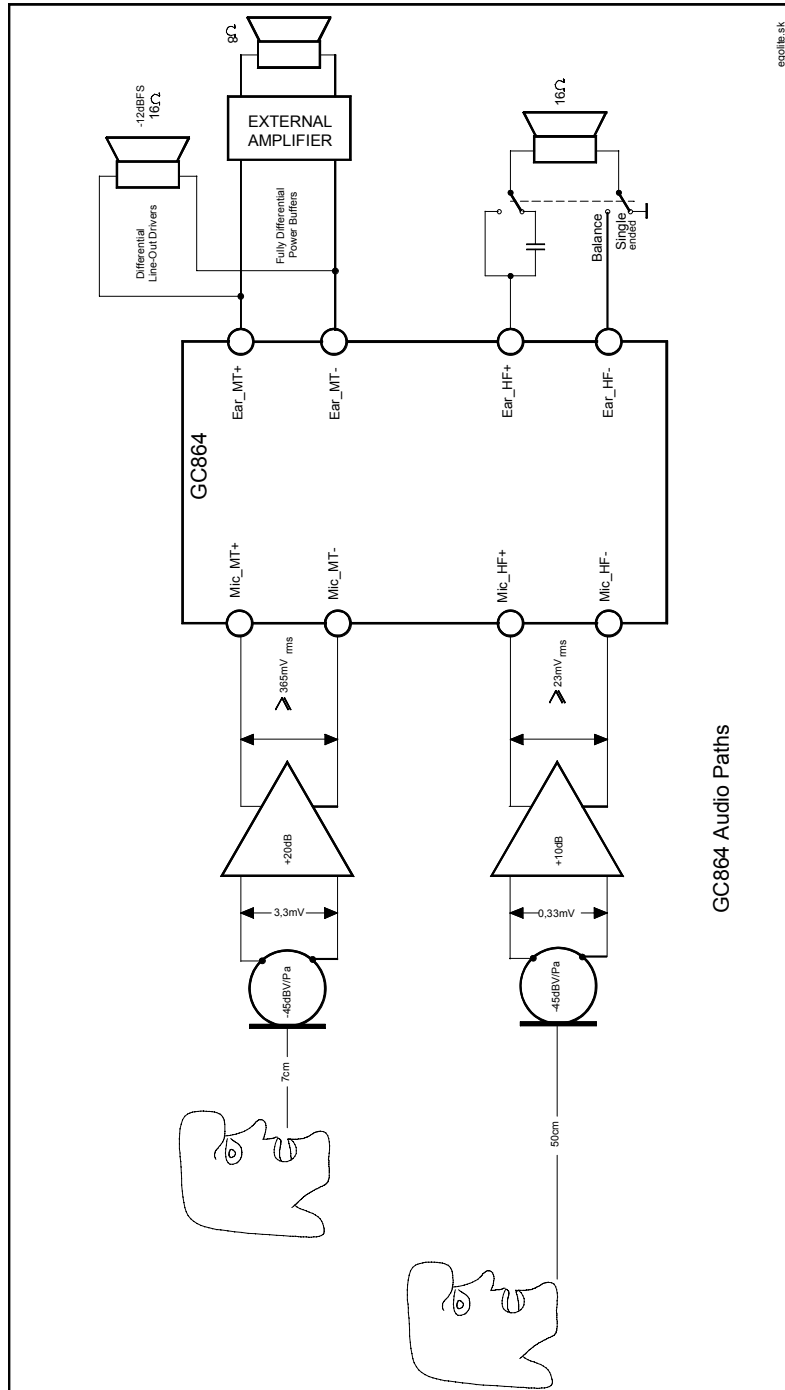 GC864 Audio Paths
7cm
-45dBV/Pa
3,3mV
+20dB
⩾ 365mV rms
Mic_MT+
Mic_MT-
50cm
-45dBV/Pa
0,33mV
+10dB
⩾ 23mV rms
Mic_HF+
Mic_HF-
GC864
Ear_MT+
Ear_MT-
Ear_HF+
Ear_HF-
Differential
Line-Out Drivers
-12dBFS
16Ω
Fully Differential
Power Buffers
EXTERNAL
AMPLIFIER
8Ω
Balance
Single
ended
16Ω
egolite.sk